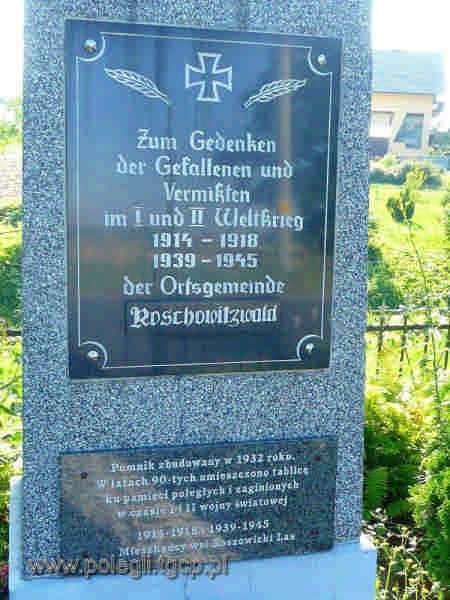 Zum Gedenken
der Gefallenen und
Vermißten
im I und II Weltkrieg
1914 - 1918
1939 - 1945
der Ortsgemeinde
Roschowitzwald
Pomnik zbudowany w 1932 roku.
W latach 90-tych umieszczono tablicę
ku pamięci poległych i zaginionych
w czasie I i II wojny światowej
1914-1918 i 1939-1945
Mieszkańcy wsi Roszowicki Las
www.polegli.tgcp.pl